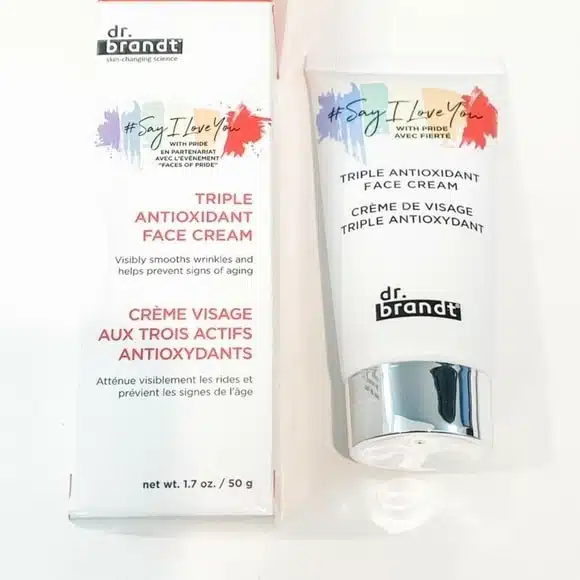 dr.
brandt
skin-changing science
#Say I Love You
WITH PRIDE
EN PARTENARIAT
AVEC L'ÉVÉNEMENT
"FACES OF PRIDE"
TRIPLE
ANTIOXIDANT
FACE CREAM
Visibly smooths wrinkles and
helps prevent signs of aging
CRÈME VISAGE
AUX TROIS ACTIFS
ANTIOXYDANTS
Atténue visiblement les rides et
prévient les signes de l'âge
net wt. 1.7 oz. / 50 g
#Say I Love You
WITH PRIDE
AVEC FIERTÉ
TRIPLE ANTIOXIDANT
FACE CREAM
CRÈME DE VISAGE
TRIPLE ANTIOXYDANT
dr.
brandt®